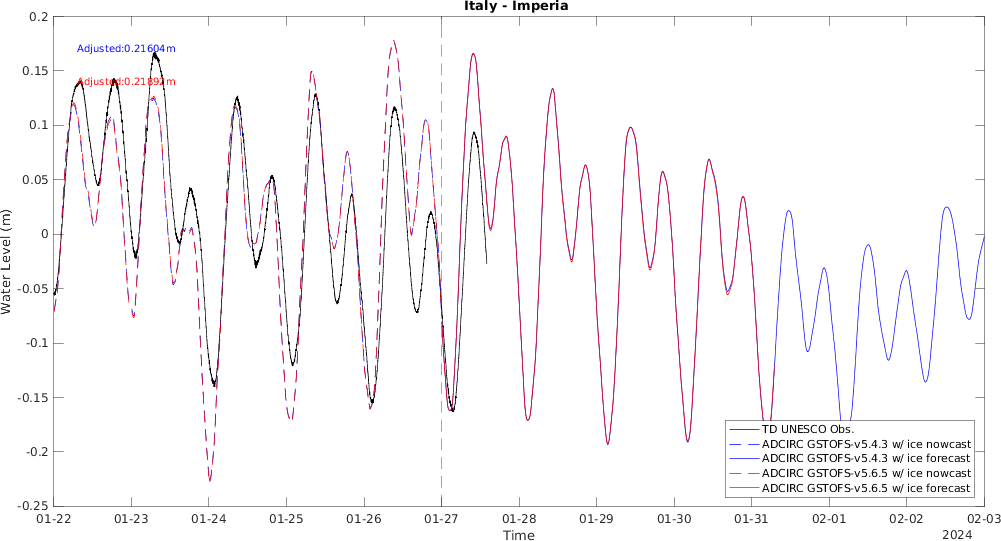 Italy - Imperia
Water Level (m)
0.2
0.15
0.1
0.05
0
-0.05
-0.1
-0.15
-0.2
-0.25
Adjusted:0.21604m
Adjusted:0.21892m
TD UNESCO Obs.
ADCIRC GSTOFS-v5.4.3 w/ ice nowcast
ADCIRC GSTOFS-v5.4.3 w/ ice forecast
ADCIRC GSTOFS-v5.6.5 w/ ice nowcast
ADCIRC GSTOFS-v5.6.5 w/ ice forecast
01-22 01-23 01-24 01-25 01-26 01-27 01-28 01-29 01-30 01-31 02-01 02-02 02-03
Time
2024